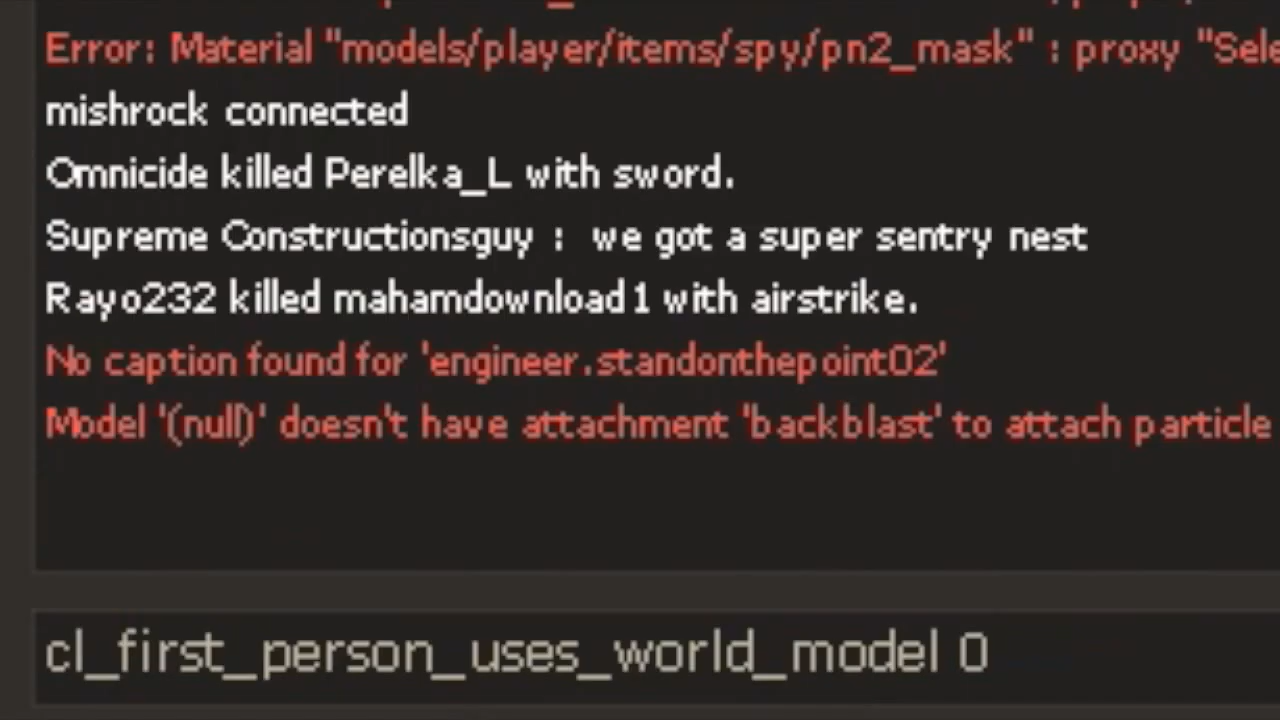 Error: Material "models/player/items/spy/pn2_mask" : proxy "Sele
mishrock connected
Omnicide killed Perelka_L with sword.
Supreme Constructionsguy :  we got a super sentry nest
Rayo232 killed mahamdownload1 with airstrike.
No caption found for 'engineer.standonthepoint02'
Model '(null)' doesn't have attachment 'backblast' to attach particle
cl_first_person_uses_world_model 0